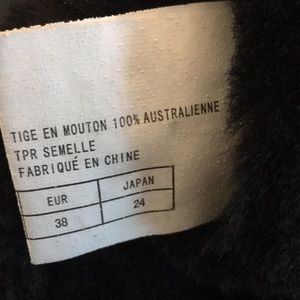 TIGE EN MOUTON 100% AUSTRALIENNE
TPR SEMELLE
FABRIQUÉ EN CHINE
EUR JAPAN
38 24